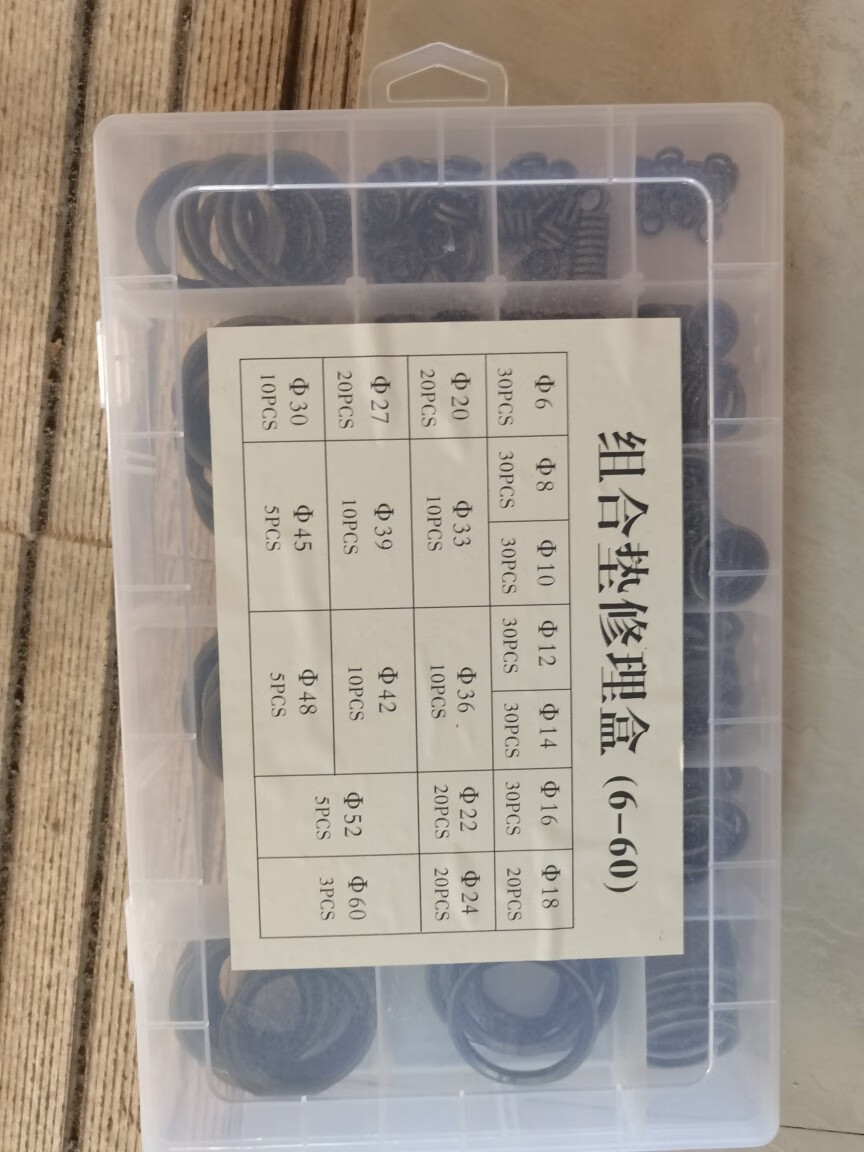 组合垫修理盒 (6-60)
Φ6 Φ8 Φ10 Φ12 Φ14 Φ16 Φ18
30PCS 30PCS 30PCS 30PCS 30PCS 30PCS 20PCS
Φ20 Φ33 Φ36 Φ22 Φ24
20PCS 10PCS 10PCS 20PCS 20PCS
Φ27 Φ39 Φ42
20PCS 10PCS 10PCS
Φ52 Φ60
5PCS 3PCS
Φ30 Φ45 Φ48
10PCS 5PCS 5PCS